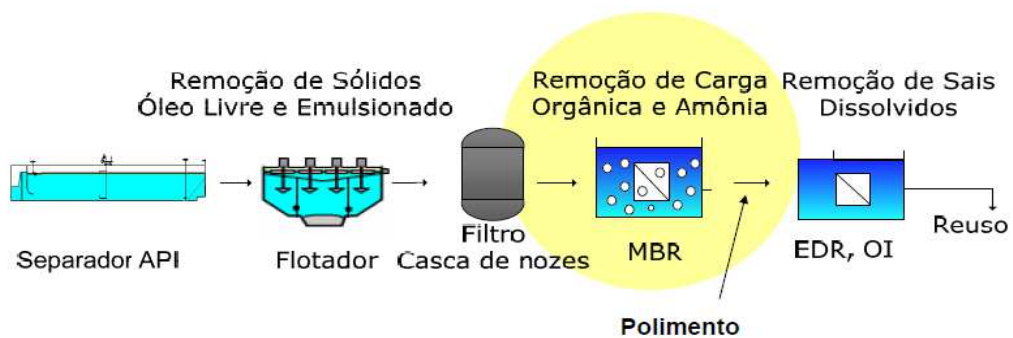 Remoção de Sólidos
Óleo Livre e Emulsionado
Remoção de Carga
Orgânica e Amônia
Remoção de Sais
Dissolvidos
Separador API
Flotador
Filtro
Casca de nozes
MBR
EDR, OI
Reuso
Polimento